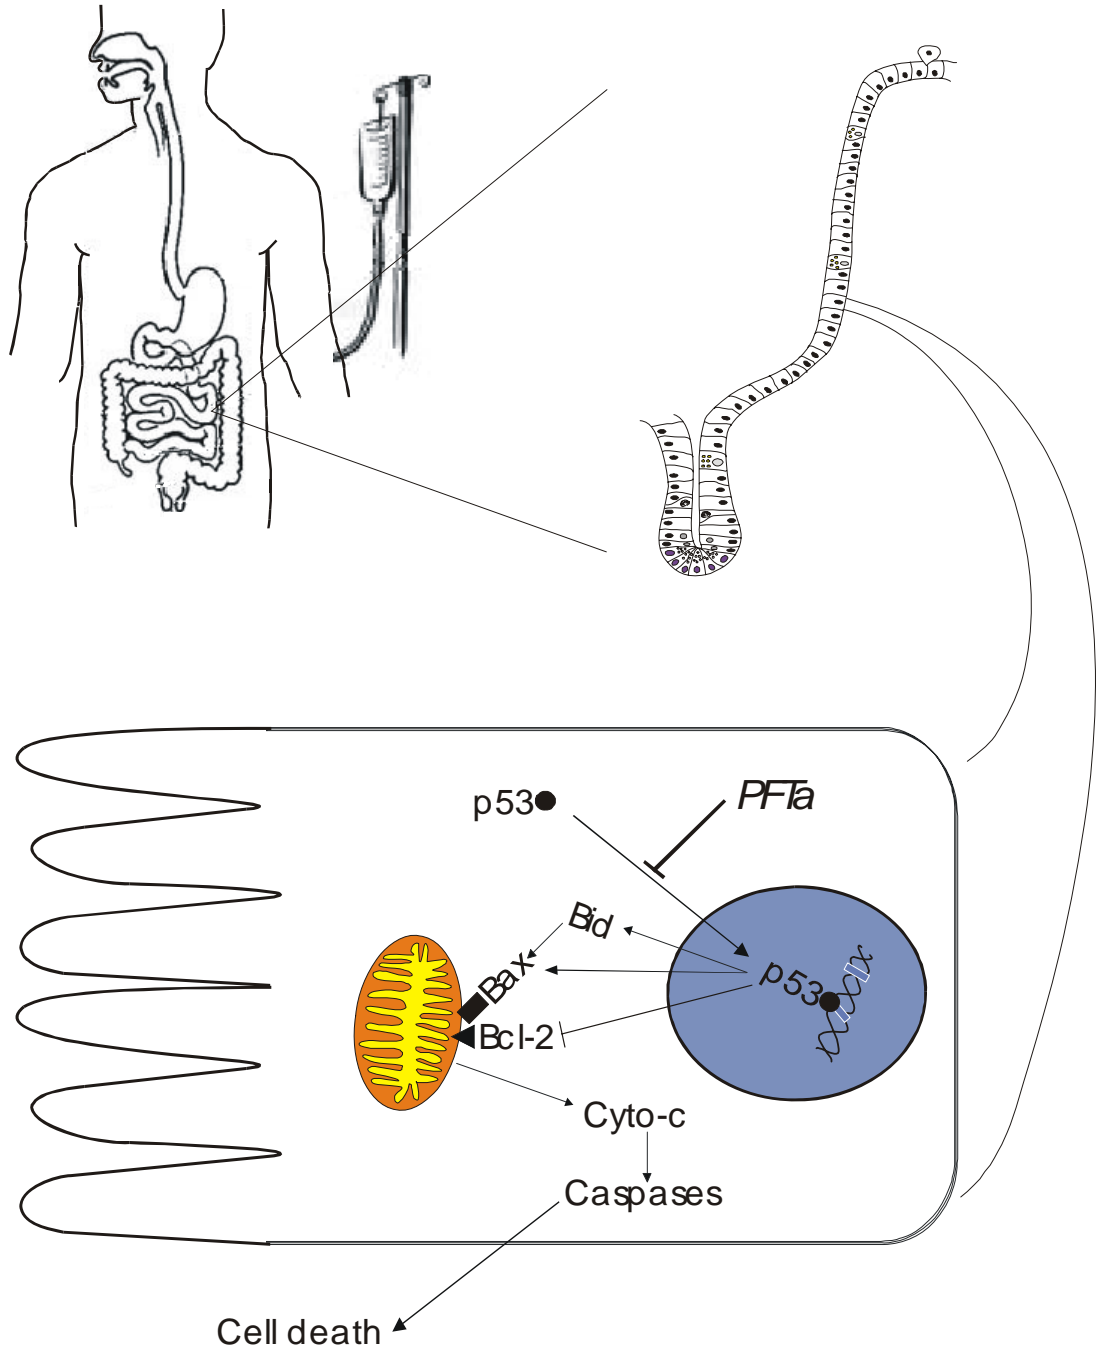 p53
PFTa
Bid
Bax
p53
Bcl-2
Cyto-c
Caspases
Cell death